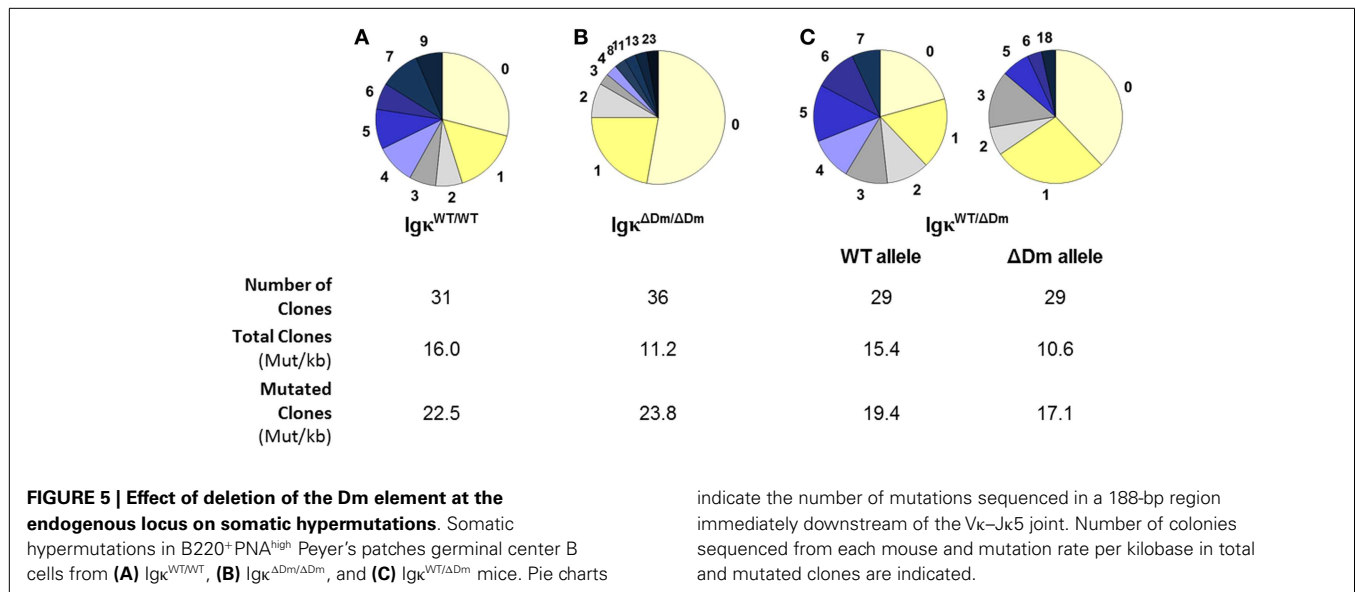 A
B
C
9
7
6
5
4
3
2
1
0
4 8 11 13 23
3
2
1
0
7
6
5
4
3
2
1
0
6 18
5
3
2
1
0
Igκ^WT/WT
Igκ^ΔDm/ΔDm
Igκ^WT/ΔDm
WT allele ΔDm allele
Number of
Clones
31 36 29 29
Total Clones
(Mut/kb)
16.0 11.2 15.4 10.6
Mutated
Clones
(Mut/kb)
22.5 23.8 19.4 17.1
FIGURE 5 | Effect of deletion of the Dm element at the
endogenous locus on somatic hypermutations. Somatic
hypermutations in B220⁺PNA^high Peyer's patches germinal center B
cells from (A) Igκ^WT/WT, (B) Igκ^ΔDm/ΔDm, and (C) Igκ^WT/ΔDm mice. Pie charts
indicate the number of mutations sequenced in a 188-bp region
immediately downstream of the Vκ–Jκ5 joint. Number of colonies
sequenced from each mouse and mutation rate per kilobase in total
and mutated clones are indicated.